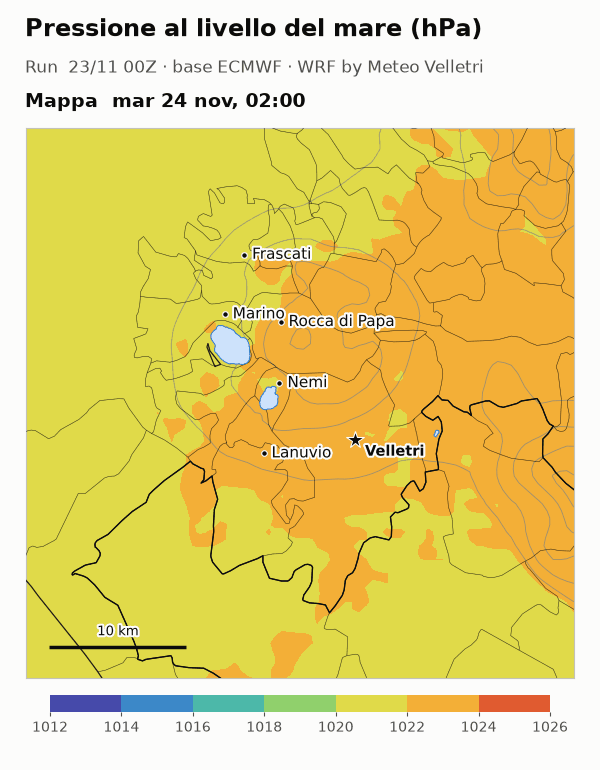 Pressione al livello del mare (hPa)
Run  23/11 00Z · base ECMWF · WRF by Meteo Velletri
Mappa  mar 24 nov, 02:00
Frascati
Marino
Rocca di Papa
Nemi
Velletri
Lanuvio
10 km
1012 1014 1016 1018 1020 1022 1024 1026